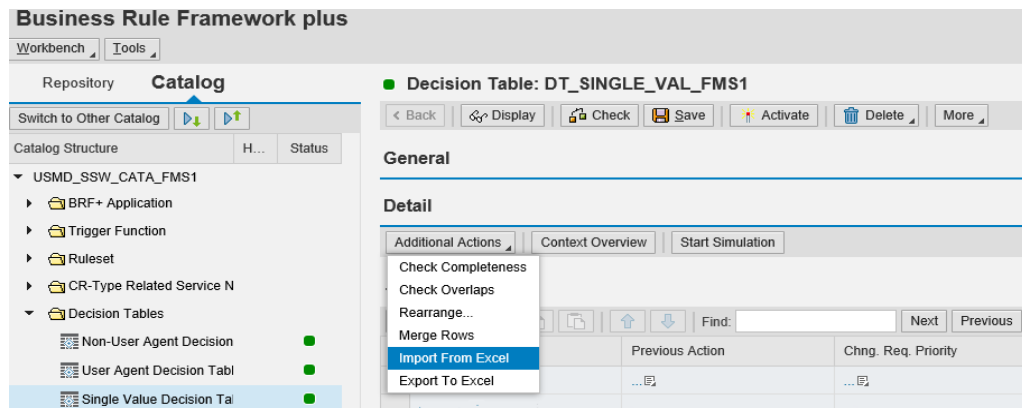 Business Rule Framework plus
Workbench Tools
Repository Catalog
Switch to Other Catalog
Catalog Structure H... Status
USMD_SSW_CATA_FMS1
BRF+ Application
Trigger Function
Ruleset
CR-Type Related Service N
Decision Tables
Non-User Agent Decision
User Agent Decision Tabl
Single Value Decision Ta
Decision Table: DT_SINGLE_VAL_FMS1
< Back Display Check Save Activate Delete More
General
Detail
Additional Actions Context Overview Start Simulation
Check Completeness
Check Overlaps
Rearrange...
Merge Rows
Import From Excel
Export To Excel
Find: Next Previous
Previous Action Chng. Req. Priority
... ...